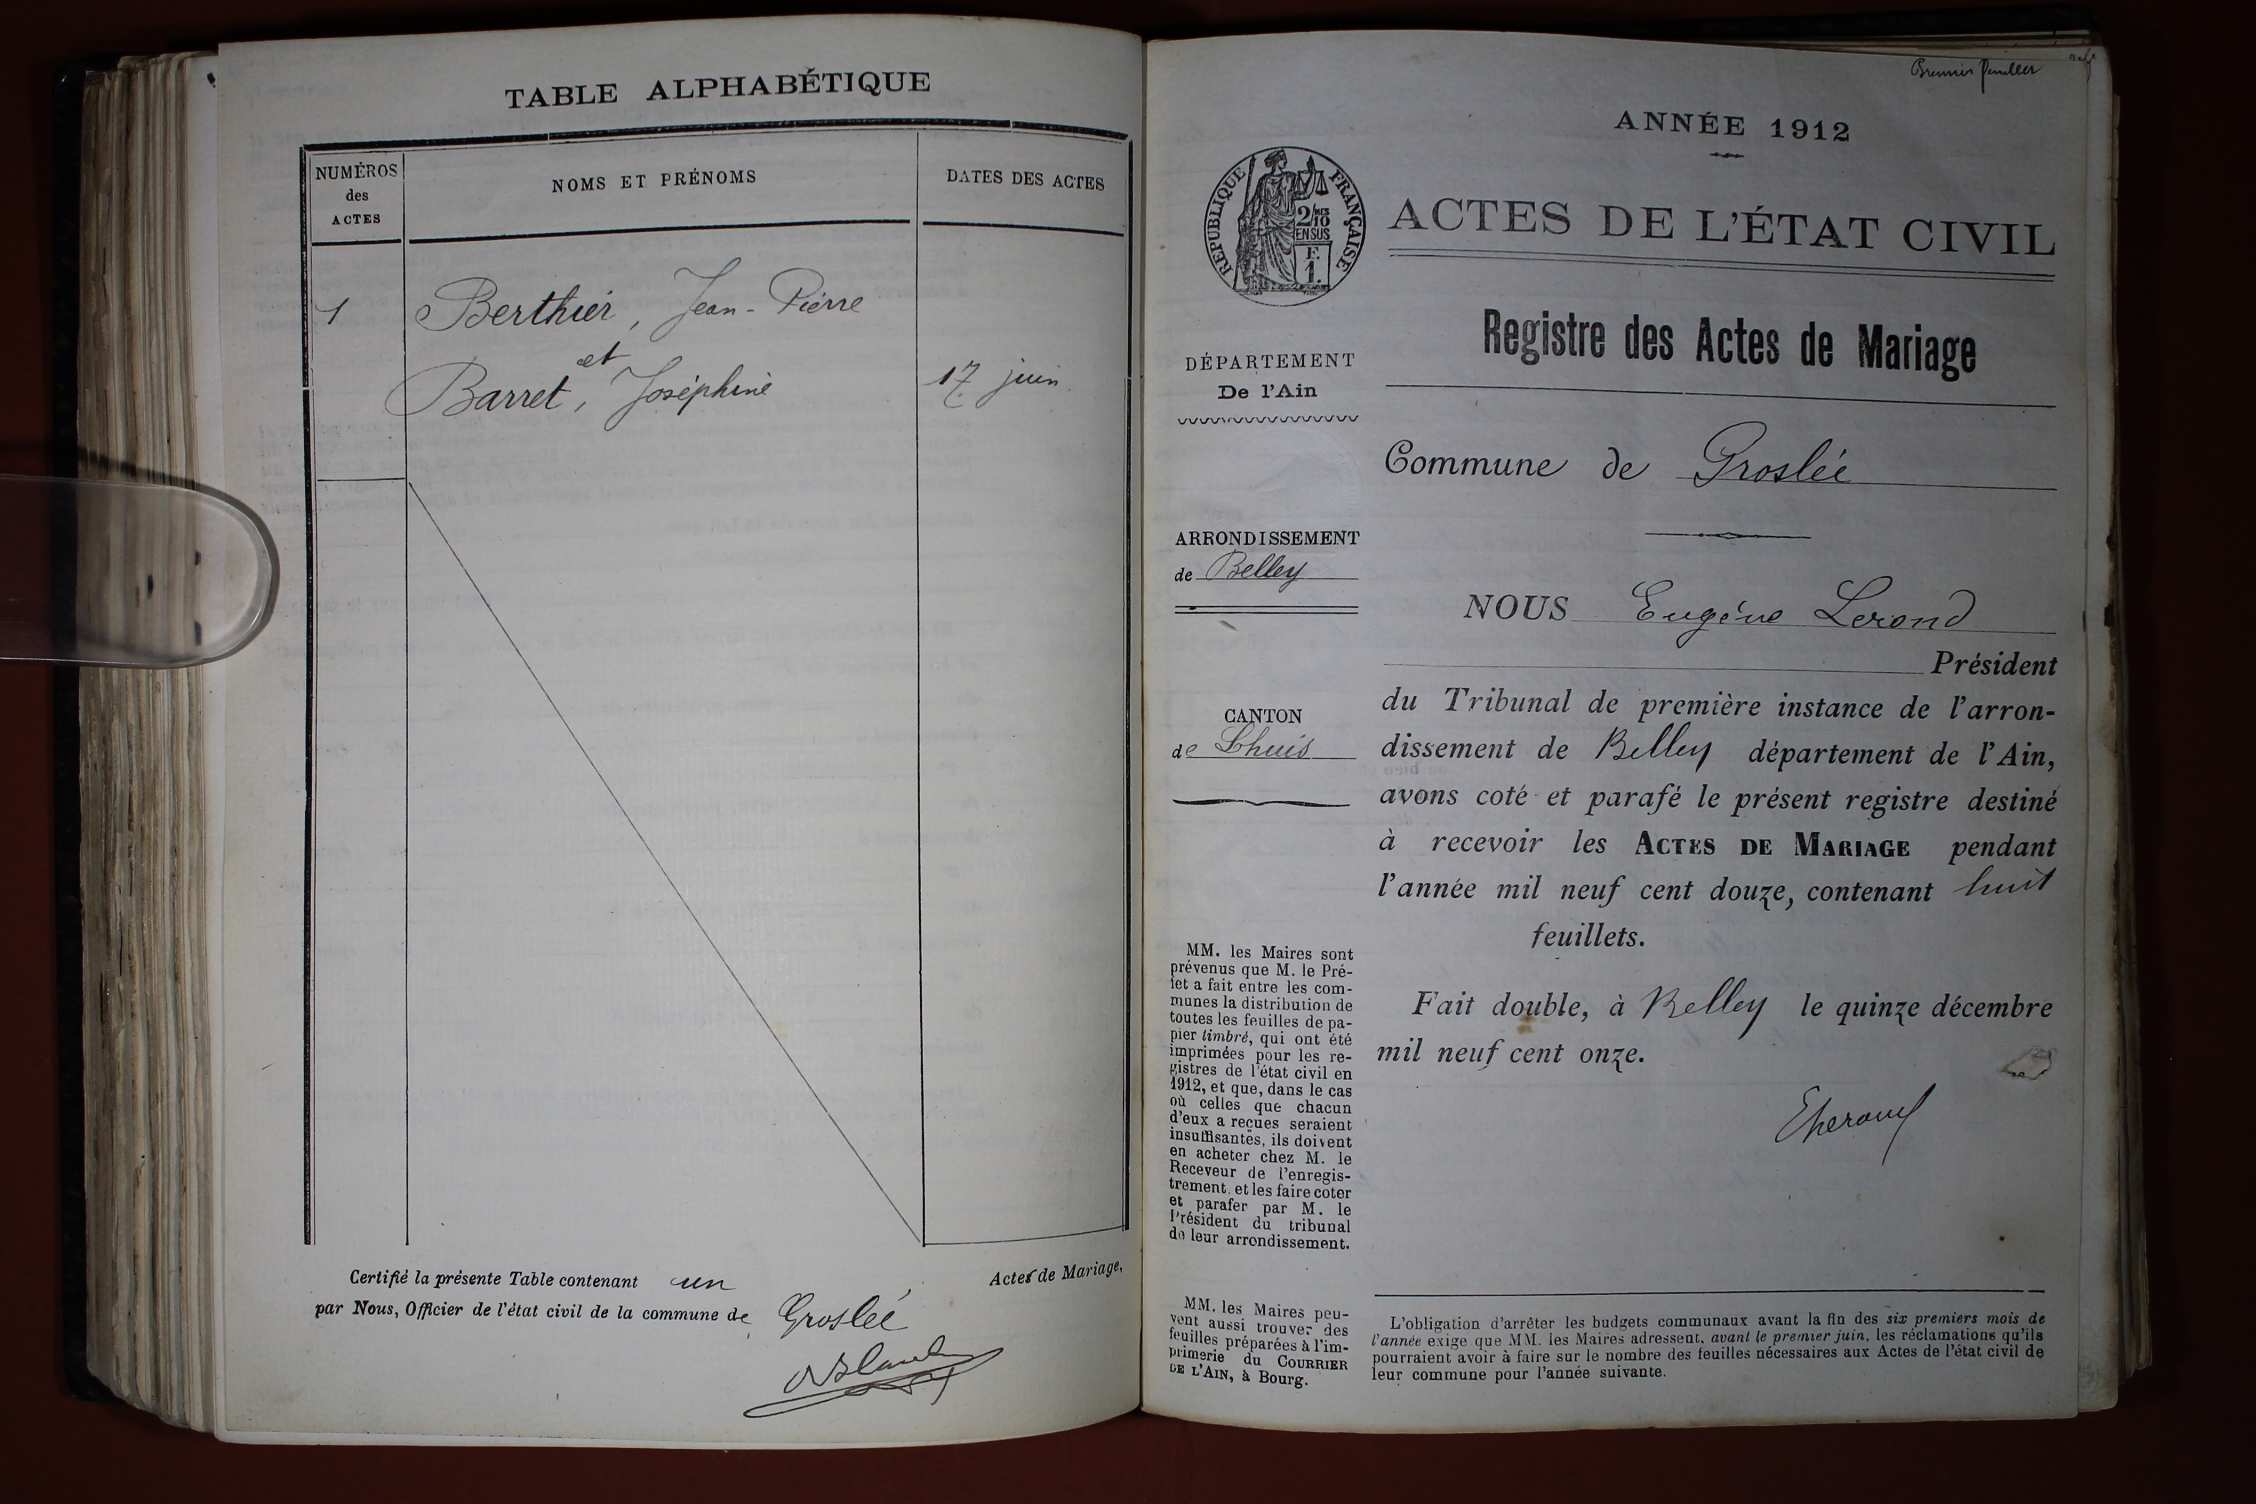 TABLE ALPHABÉTIQUE
NUMÉROS
des
ACTES
NOMS ET PRÉNOMS
DATES DES ACTES
1
Berthier, Jean-Pierre
et
Barret, Joséphine
17 juin
Certifié la présente Table contenant un Actes de Mariage,
par Nous, Officier de l'état civil de la commune de Groslée
Premier feuillet
ANNÉE 1912
RÉPUBLIQUE FRANÇAISE
2/10
EN SUS
F.
1.
ACTES DE L'ÉTAT CIVIL
Registre des Actes de Mariage
DÉPARTEMENT
De l'Ain
Commune de Groslée
ARRONDISSEMENT
de Belley
CANTON
de Lhuis
MM. les Maires sont
prévenus que M. le Pré-
fet a fait entre les com-
munes la distribution de
toutes les feuilles de pa-
pier timbré, qui ont été
imprimées pour les re-
gistres de l'état civil en
1912, et que, dans le cas
où celles que chacun
d'eux a reçues seraient
insuffisantes, ils doivent
en acheter chez M. le
Receveur de l'enregis-
trement, et les faire coter
et parafer par M. le
Président du tribunal
de leur arrondissement.
MM. les Maires peu-
vent aussi trouver des
feuilles préparées à l'im-
primerie du COURRIER
DE L'AIN, à Bourg.
NOUS Eugène Lerond
Président
du Tribunal de première instance de l'arron-
dissement de Belley département de l'Ain,
avons coté et parafé le présent registre destiné
à recevoir les ACTES DE MARIAGE pendant
l'année mil neuf cent douze, contenant huit
feuillets.
Fait double, à Belley le quinze décembre
mil neuf cent onze.
L'obligation d'arrêter les budgets communaux avant la fin des six premiers mois de
l'année exige que MM. les Maires adressent, avant le premier juin, les réclamations qu'ils
pourraient avoir à faire sur le nombre des feuilles nécessaires aux Actes de l'état civil de
leur commune pour l'année suivante.